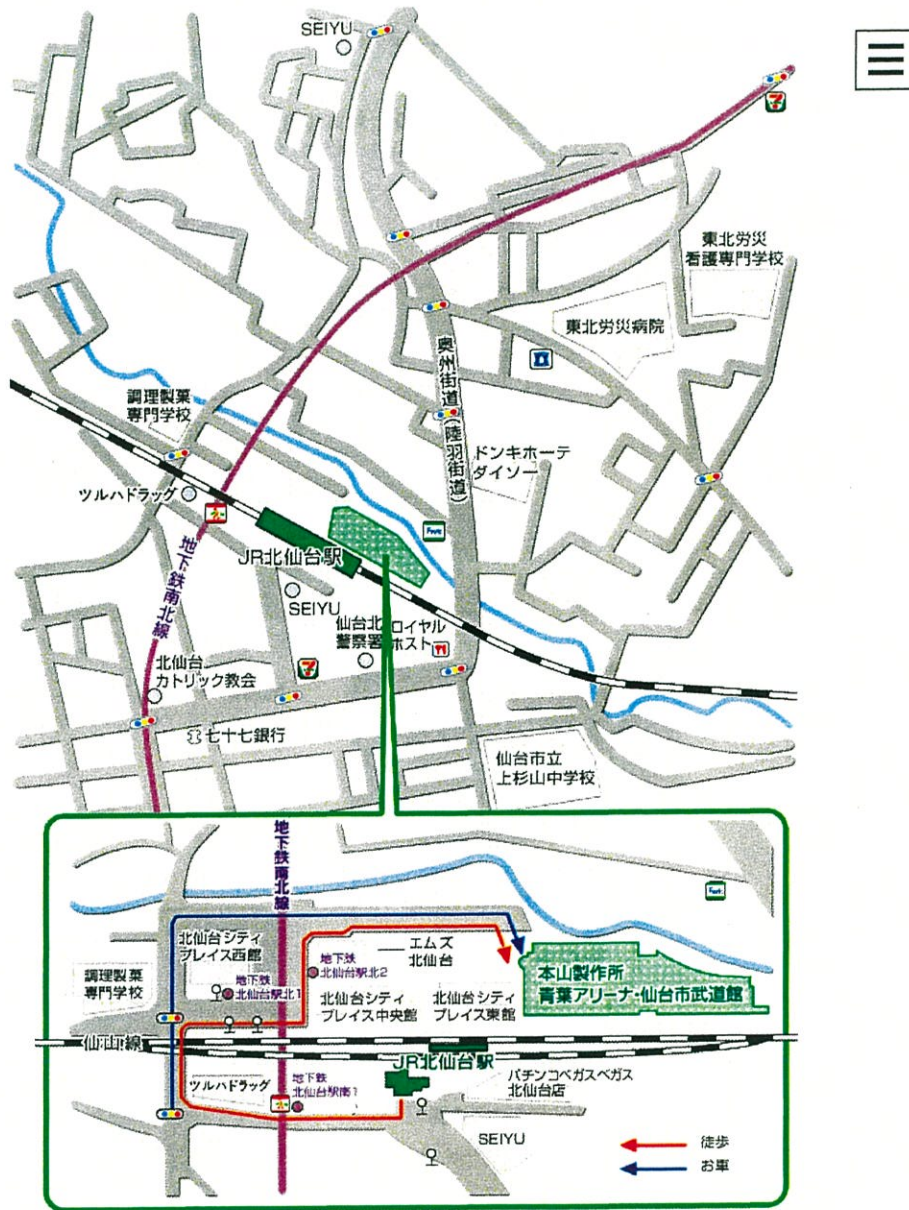 SEIYU
東北労災
看護専門学校
東北労災病院
奥州街道(陸羽街道)
調理製菓
専門学校
ドンキホーテ
ダイソー
ツルハドラッグ
JR北仙台駅
地下鉄南北線
SEIYU
仙台北
警察署
ロイヤル
ホスト
北仙台
カトリック教会
七十七銀行
仙台市立
上杉山中学校
地下鉄南北線
北仙台シティ
プレイス西館
エムズ
北仙台
地下鉄
北仙台駅北2
調理製菓
専門学校
地下鉄
北仙台駅北1
本山製作所
青葉アリーナ・仙台市武道館
北仙台シティ
プレイス中央館
北仙台シティ
プレイス東館
仙山線
JR北仙台駅
ツルハドラッグ
地下鉄
北仙台駅南1
パチンコベガスベガス
北仙台店
SEIYU
徒歩
お車